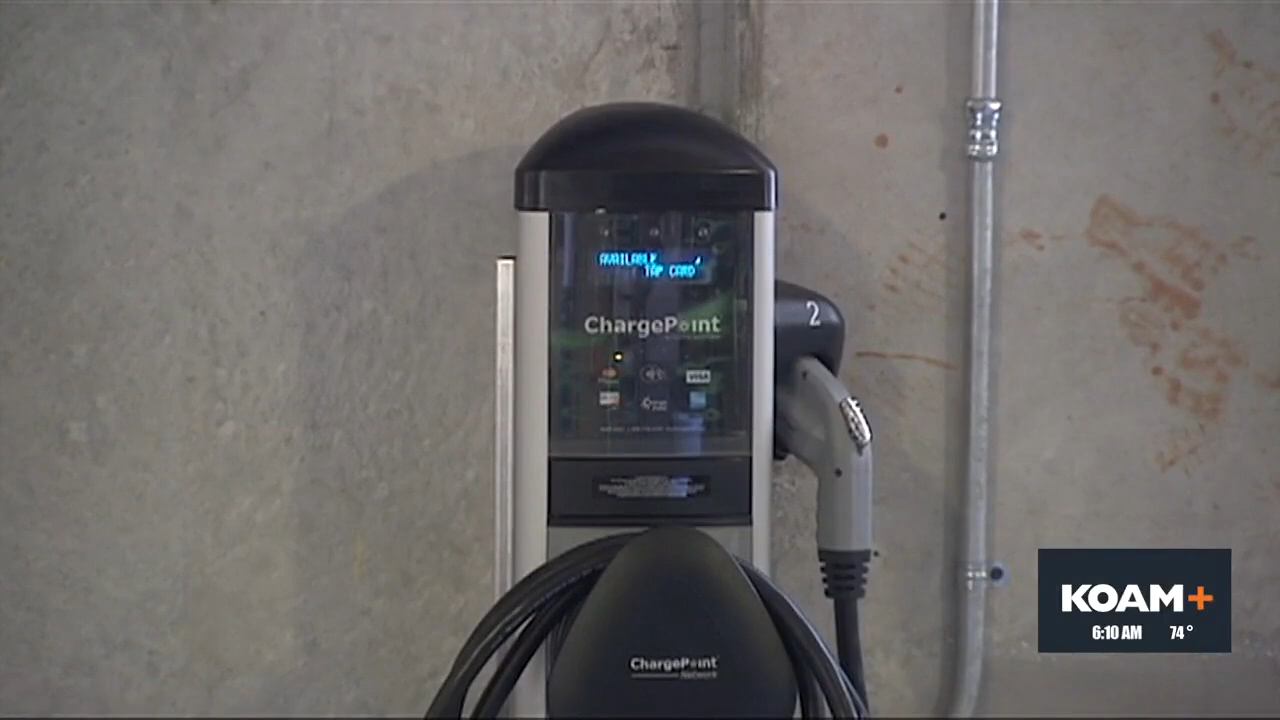 AVAILABLE
TAP CARD
ChargePoint
2
VISA
ChargePoint
Network
KOAM+
6:10 AM 74°